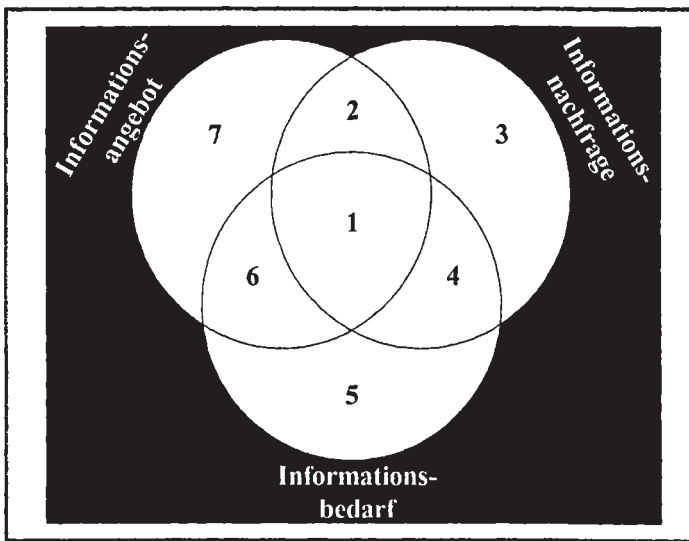 Informations-
angebot
Informations-
nachfrage
2
7
3
1
6
4
5
Informations-
bedarf